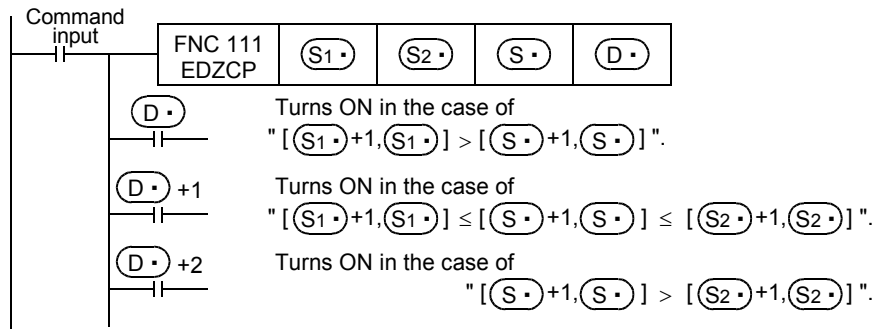 Command
input
FNC 111
EDZCP
S1・ S2・ S・ D・
D・ Turns ON in the case of
" [S1・+1,S1・] > [S・+1,S・] ".
D・ +1 Turns ON in the case of
" [S1・+1,S1・] ≤ [S・+1,S・] ≤ [S2・+1,S2・] ".
D・ +2 Turns ON in the case of
" [S・+1,S・] > [S2・+1,S2・] ".